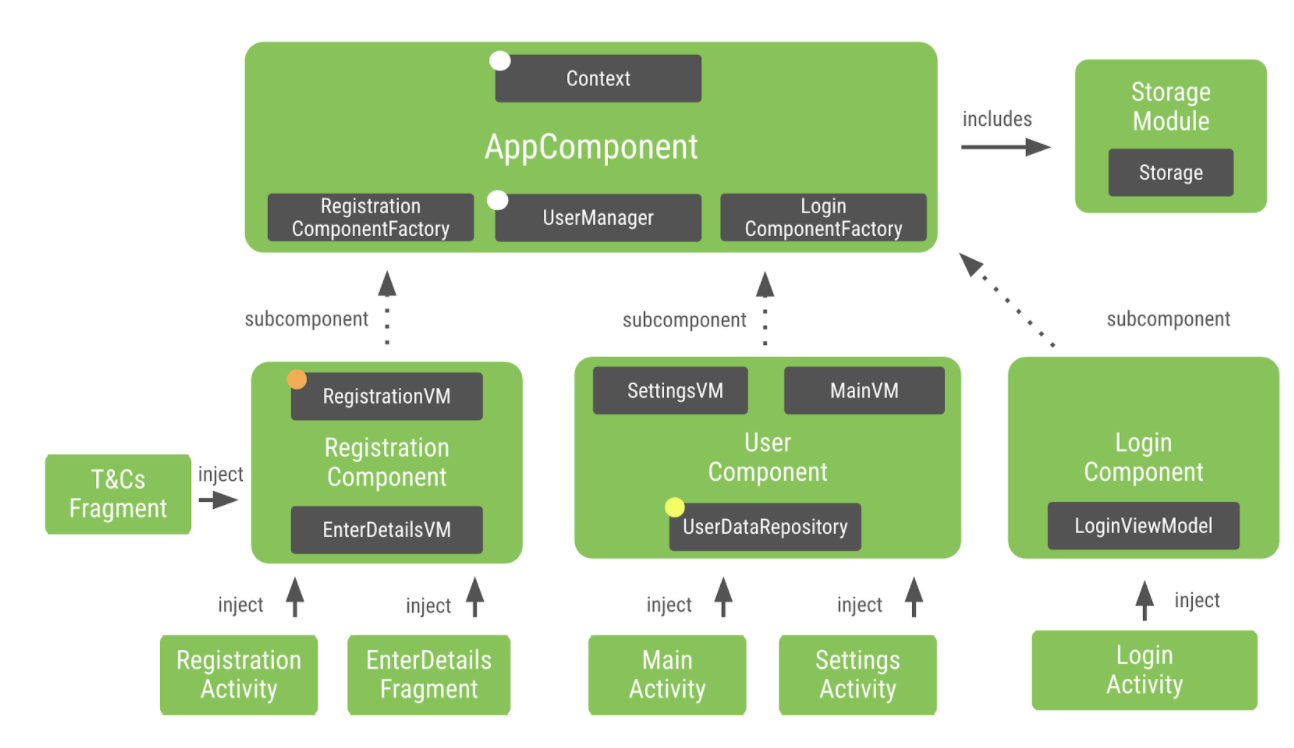 Context
AppComponent
Registration
ComponentFactory
UserManager
Login
ComponentFactory
includes
Storage
Module
Storage
subcomponent
subcomponent
subcomponent
RegistrationVM
Registration
Component
EnterDetailsVM
SettingsVM
MainVM
User
Component
UserDataRepository
Login
Component
LoginViewModel
T&Cs
Fragment
inject
inject
inject
inject
inject
inject
Registration
Activity
EnterDetails
Fragment
Main
Activity
Settings
Activity
Login
Activity